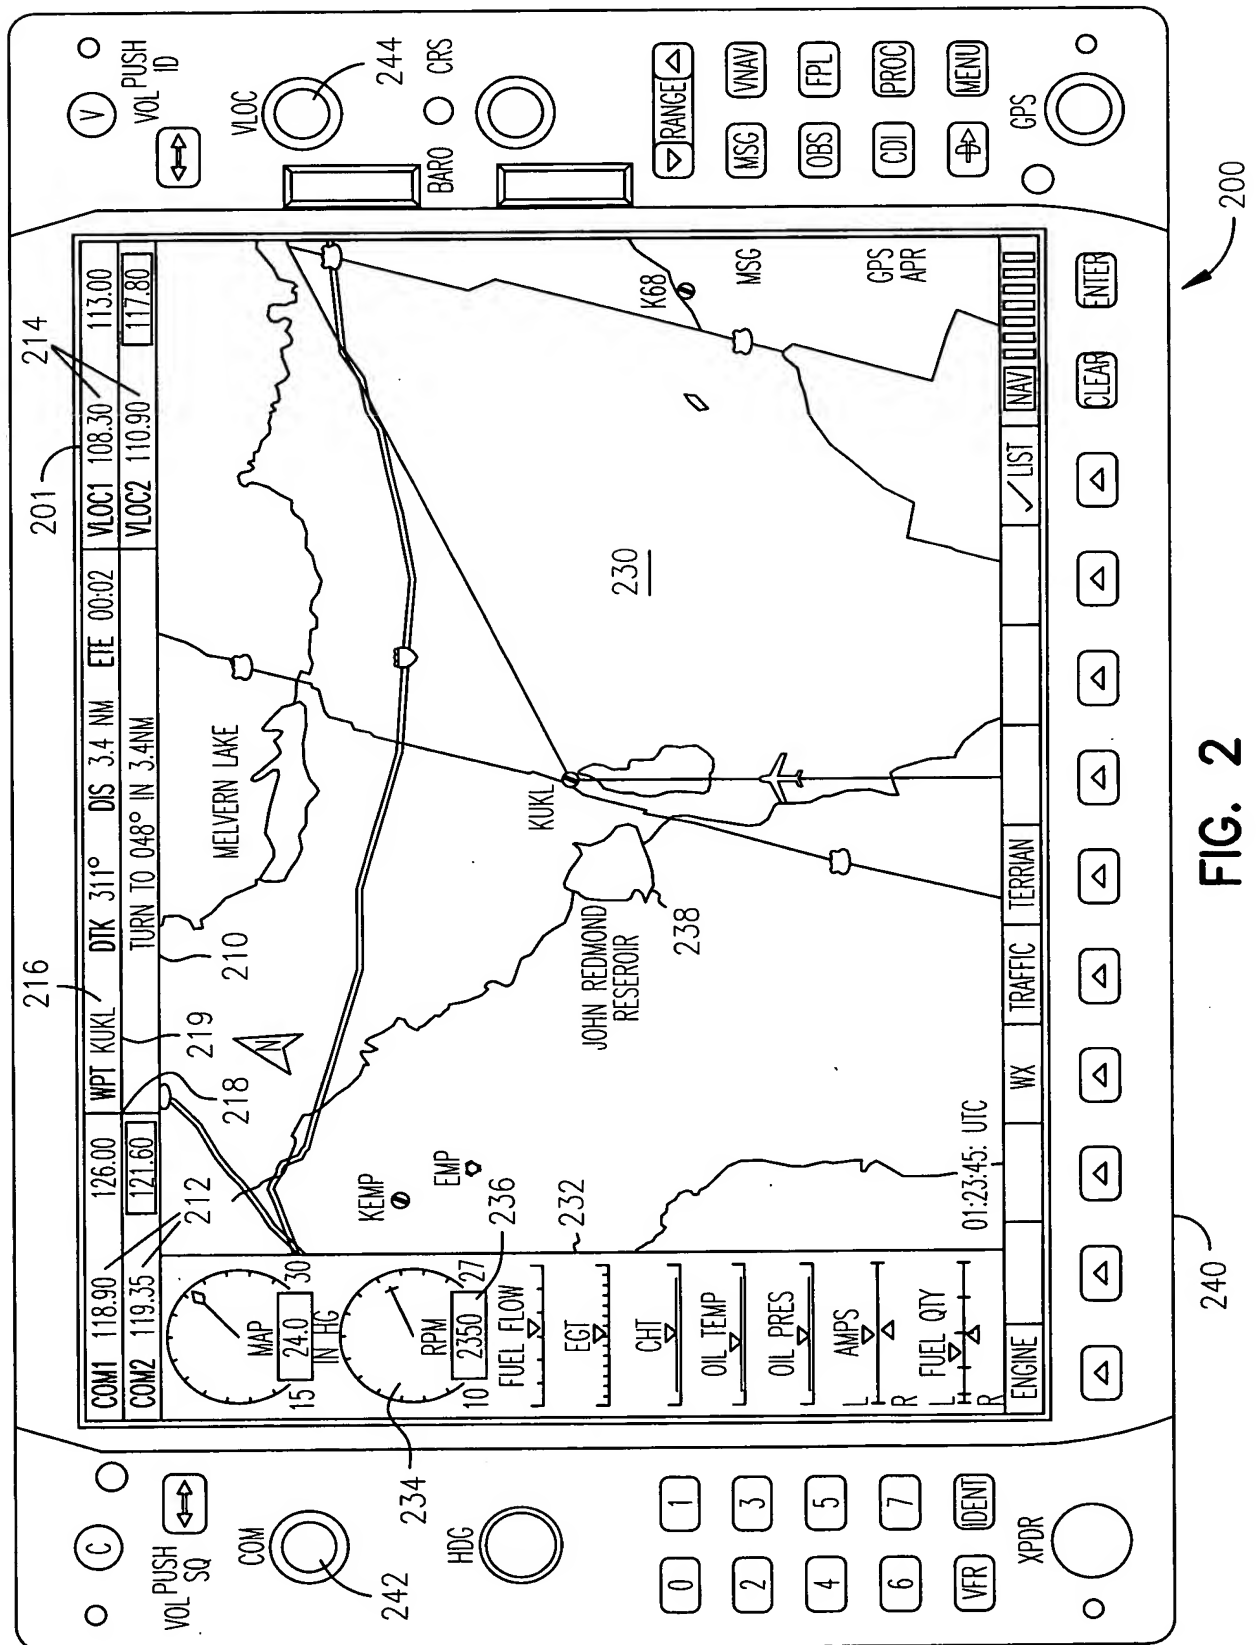 COM1 118.90 126.00 WPT KUKL DTK 311° DIS 3.4 NM ETE 00:02 VLOC1 108.30 113.00
COM2 119.35 121.60 TURN TO 048° IN 3.4NM VLOC2 110.90 117.80
201
214
216
219
218
210
212
C
VOL PUSH
SQ
COM
242
HDG
0 1
2 3
4 5
6 7
VFR IDENT
XPDR
MAP
24.0
15 IN HG 30
RPM
2350
10 27
234
236
232
FUEL FLOW
EGT
CHT
OIL TEMP
OIL PRES
AMPS
L
R
FUEL QTY
L
R
N
MELVERN LAKE
KEMP
EMP
KUKL
JOHN REDMOND
RESEROIR
238
230
K68
MSG
GPS
APR
01:23:45: UTC
ENGINE WX TRAFFIC TERRIAN ✓ LIST NAV
CLEAR ENTER
V
VOL PUSH
ID
VLOC
244
BARO CRS
RANGE
MSG VNAV
OBS FPL
CDI PROC
D MENU
GPS
240
200
FIG. 2